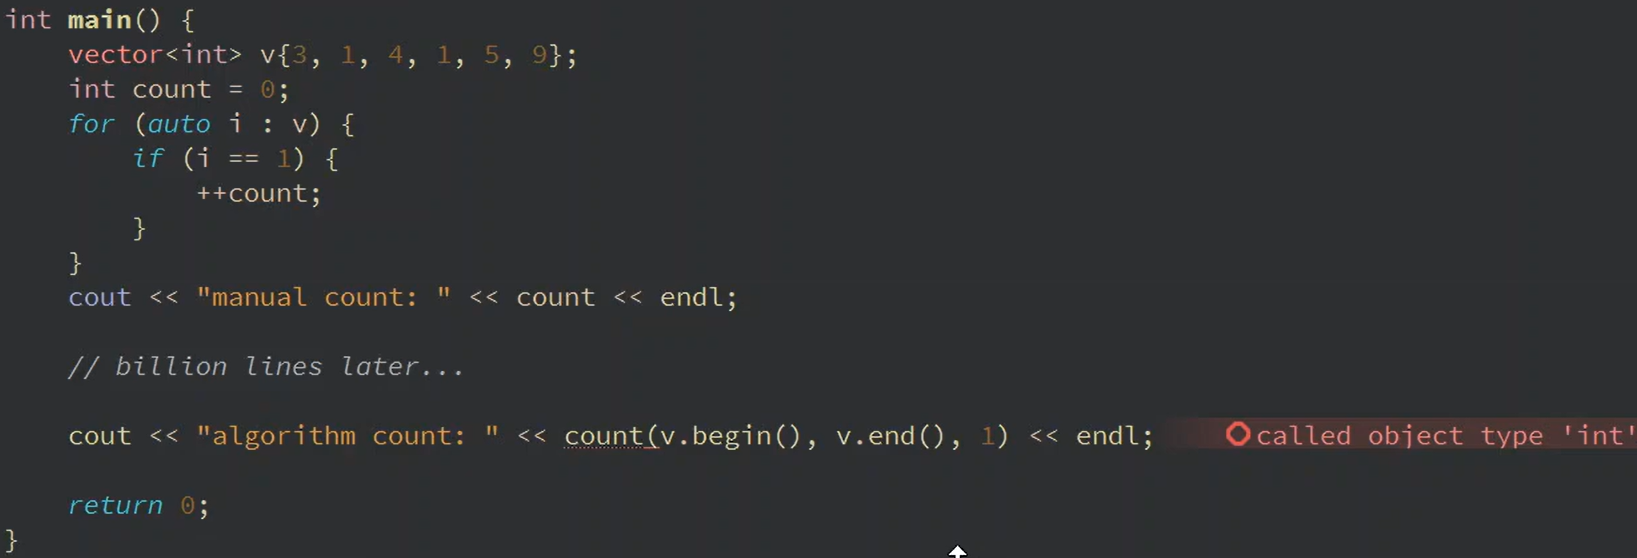 int main() {
    vector<int> v{3, 1, 4, 1, 5, 9};
    int count = 0;
    for (auto i : v) {
        if (i == 1) {
            ++count;
        }
    }
    cout << "manual count: " << count << endl;
    // billion lines later...
    cout << "algorithm count: " << count(v.begin(), v.end(), 1) << endl; called object type 'int'
    return 0;
}